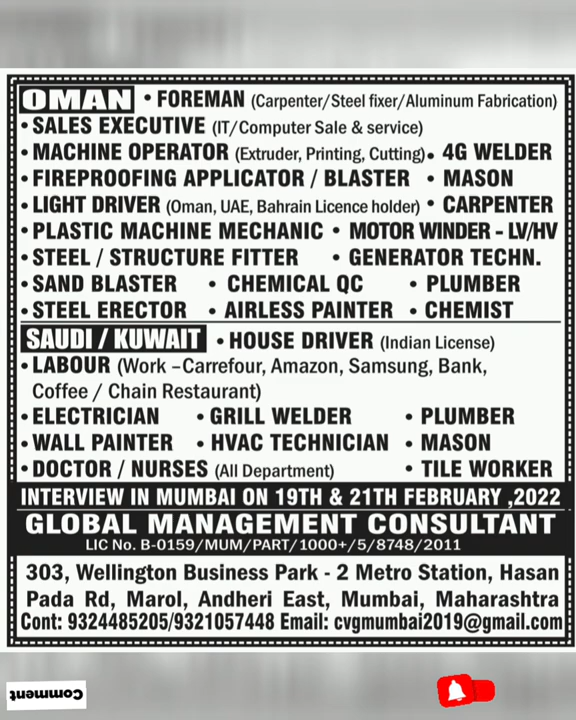 OMAN • FOREMAN (Carpenter/Steel fixer/Aluminum Fabrication)
• SALES EXECUTIVE (IT/Computer Sale & service)
• MACHINE OPERATOR (Extruder, Printing, Cutting) • 4G WELDER
• FIREPROOFING APPLICATOR / BLASTER • MASON
• LIGHT DRIVER (Oman, UAE, Bahrain Licence holder) • CARPENTER
• PLASTIC MACHINE MECHANIC • MOTOR WINDER - LV/HV
• STEEL / STRUCTURE FITTER • GENERATOR TECHN.
• SAND BLASTER • CHEMICAL QC • PLUMBER
• STEEL ERECTOR • AIRLESS PAINTER • CHEMIST
SAUDI / KUWAIT • HOUSE DRIVER (Indian License)
• LABOUR (Work –Carrefour, Amazon, Samsung, Bank,
Coffee / Chain Restaurant)
• ELECTRICIAN • GRILL WELDER • PLUMBER
• WALL PAINTER • HVAC TECHNICIAN • MASON
• DOCTOR / NURSES (All Department) • TILE WORKER
INTERVIEW IN MUMBAI ON 19TH & 21TH FEBRUARY ,2022
GLOBAL MANAGEMENT CONSULTANT
LIC No. B-0159/MUM/PART/1000+/5/8748/2011
303, Wellington Business Park - 2 Metro Station, Hasan
Pada Rd, Marol, Andheri East, Mumbai, Maharashtra
Cont: 9324485205/9321057448 Email: cvgmumbai2019@gmail.com
Comment